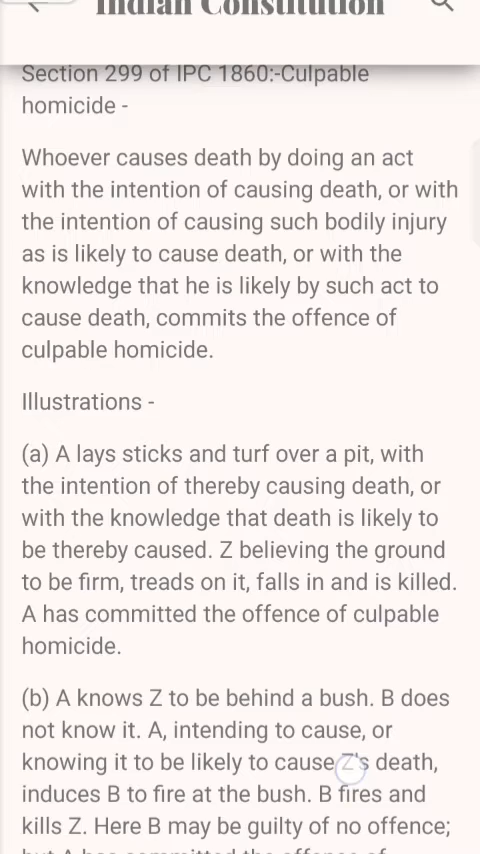 Indian Constitution
Section 299 of IPC 1860:-Culpable
homicide -
Whoever causes death by doing an act
with the intention of causing death, or with
the intention of causing such bodily injury
as is likely to cause death, or with the
knowledge that he is likely by such act to
cause death, commits the offence of
culpable homicide.
Illustrations -
(a) A lays sticks and turf over a pit, with
the intention of thereby causing death, or
with the knowledge that death is likely to
be thereby caused. Z believing the ground
to be firm, treads on it, falls in and is killed.
A has committed the offence of culpable
homicide.
(b) A knows Z to be behind a bush. B does
not know it. A, intending to cause, or
knowing it to be likely to cause Z's death,
induces B to fire at the bush. B fires and
kills Z. Here B may be guilty of no offence;
but A has committed the offence of